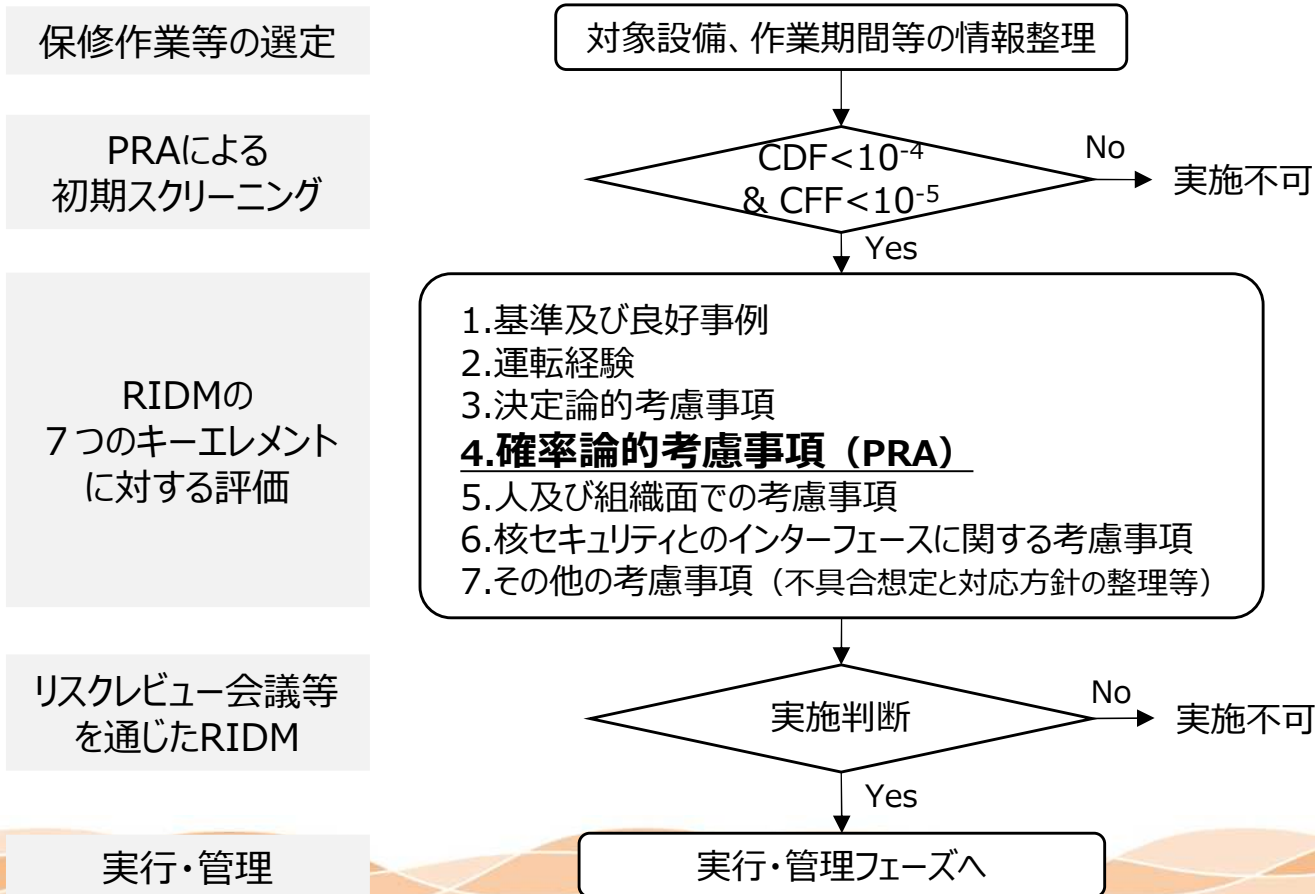 保修作業等の選定
対象設備、作業期間等の情報整理
PRAによる
初期スクリーニング
CDF<10-4
& CFF<10-5
No
実施不可
Yes
RIDMの
７つのキーエレメント
に対する評価
1.基準及び良好事例
2.運転経験
3.決定論的考慮事項
4.確率論的考慮事項（PRA）
5.人及び組織面での考慮事項
6.核セキュリティとのインターフェースに関する考慮事項
7.その他の考慮事項（不具合想定と対応方針の整理等）
リスクレビュー会議等
を通じたRIDM
実施判断
No
実施不可
Yes
実行・管理
実行・管理フェーズへ